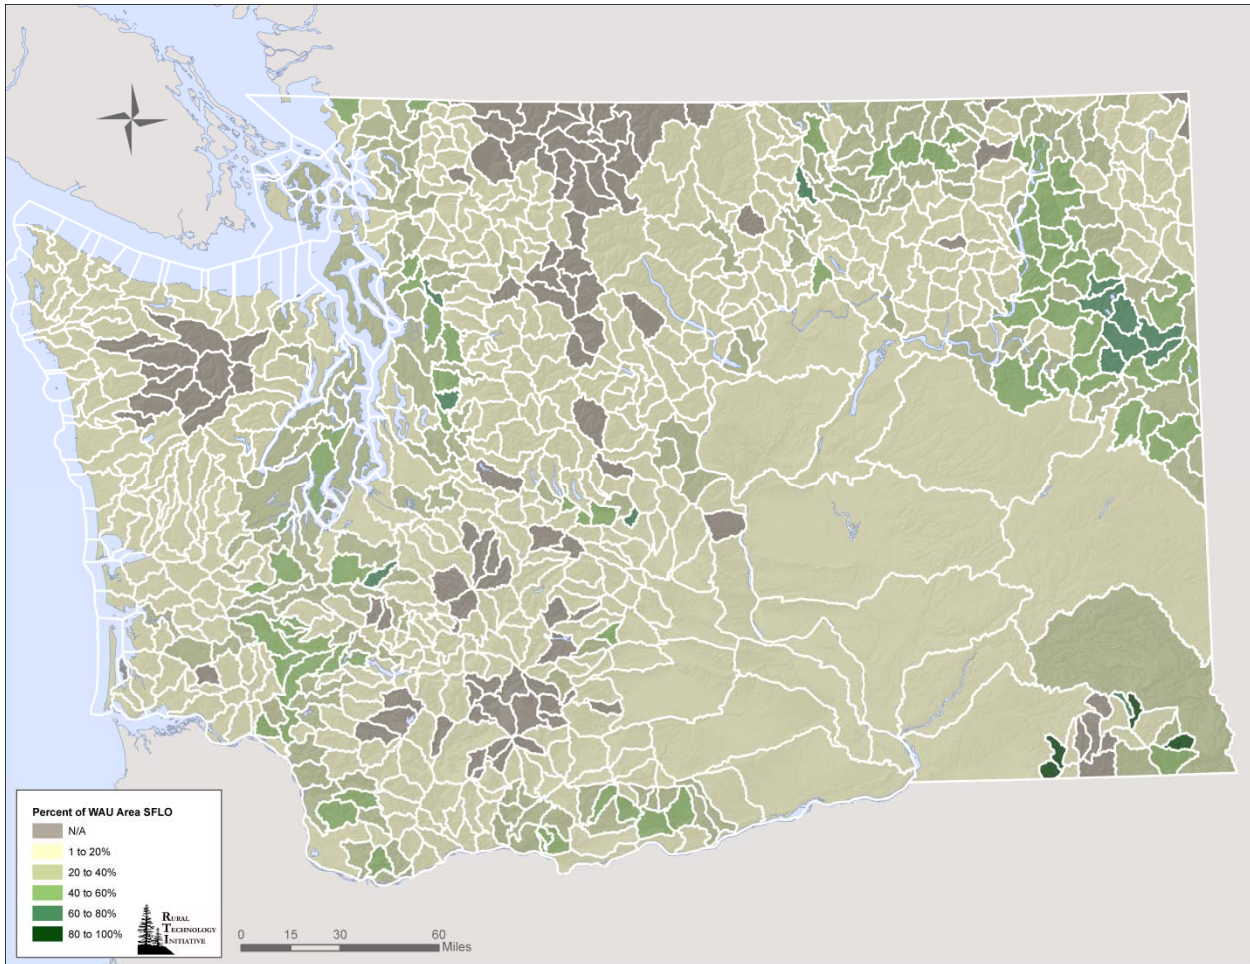 Percent of WAU Area SFLO
N/A
1 to 20%
20 to 40%
40 to 60%
60 to 80%
80 to 100%
RURAL
TECHNOLOGY
INITIATIVE
0 15 30 60
Miles